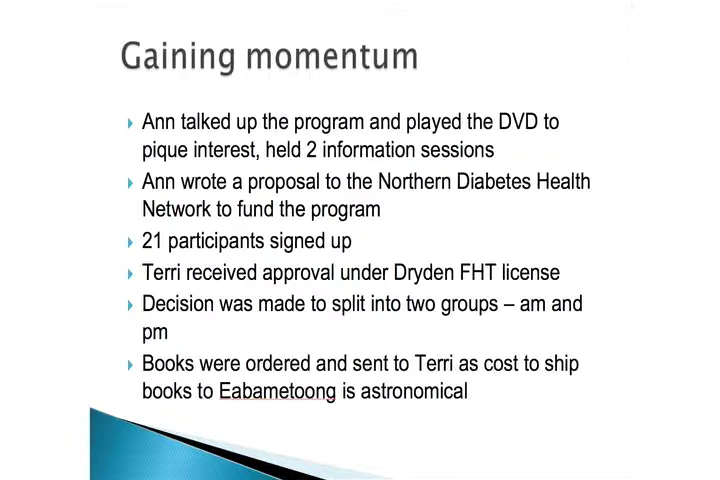 Gaining momentum
Ann talked up the program and played the DVD to
pique interest, held 2 information sessions
Ann wrote a proposal to the Northern Diabetes Health
Network to fund the program
21 participants signed up
Terri received approval under Dryden FHT license
Decision was made to split into two groups – am and
pm
Books were ordered and sent to Terri as cost to ship
books to Eabametoong is astronomical